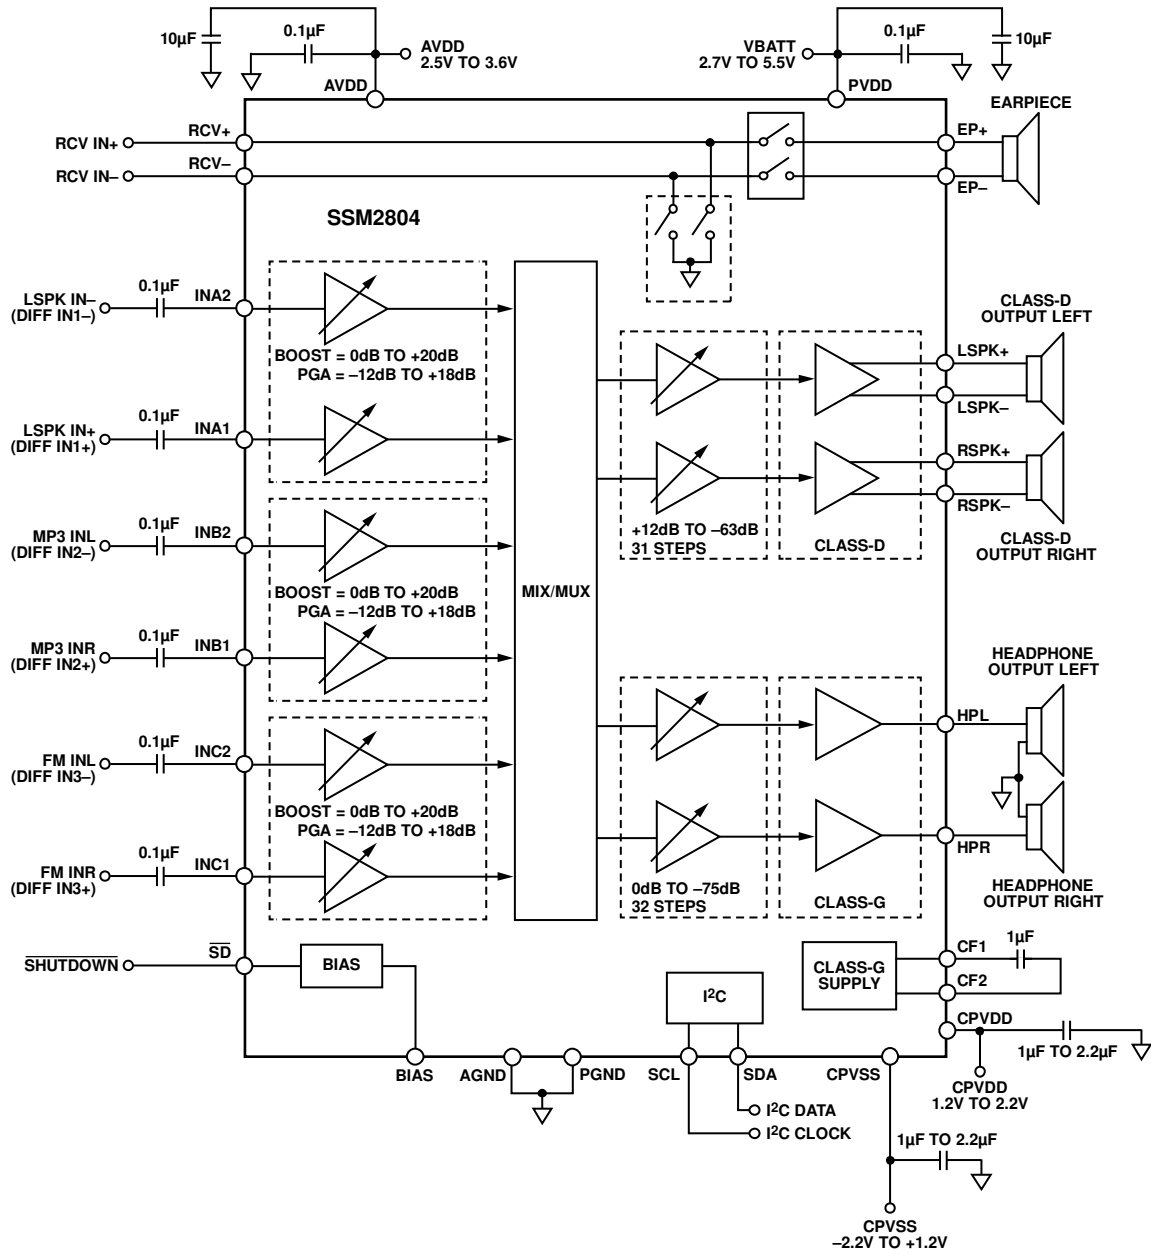 10µF
0.1µF
AVDD
2.5V TO 3.6V
VBATT
2.7V TO 5.5V
0.1µF
10µF
AVDD
PVDD
EARPIECE
RCV IN+
RCV+
EP+
RCV IN–
RCV–
EP–
SSM2804
LSPK IN–
(DIFF IN1–)
0.1µF
INA2
BOOST = 0dB TO +20dB
PGA = –12dB TO +18dB
LSPK IN+
(DIFF IN1+)
0.1µF
INA1
CLASS-D
OUTPUT LEFT
LSPK+
LSPK–
RSPK+
RSPK–
CLASS-D
OUTPUT RIGHT
+12dB TO –63dB
31 STEPS
CLASS-D
MP3 INL
(DIFF IN2–)
0.1µF
INB2
BOOST = 0dB TO +20dB
PGA = –12dB TO +18dB
MIX/MUX
MP3 INR
(DIFF IN2+)
0.1µF
INB1
HEADPHONE
OUTPUT LEFT
HPL
FM INL
(DIFF IN3–)
0.1µF
INC2
BOOST = 0dB TO +20dB
PGA = –12dB TO +18dB
FM INR
(DIFF IN3+)
0.1µF
INC1
0dB TO –75dB
32 STEPS
CLASS-G
HPR
HEADPHONE
OUTPUT RIGHT
SHUTDOWN
SD
BIAS
I2C
CLASS-G
SUPPLY
CF1
1µF
CF2
CPVDD
1µF TO 2.2µF
CPVDD
1.2V TO 2.2V
BIAS
AGND
PGND
SCL
SDA
CPVSS
I2C DATA
I2C CLOCK
1µF TO 2.2µF
CPVSS
–2.2V TO +1.2V